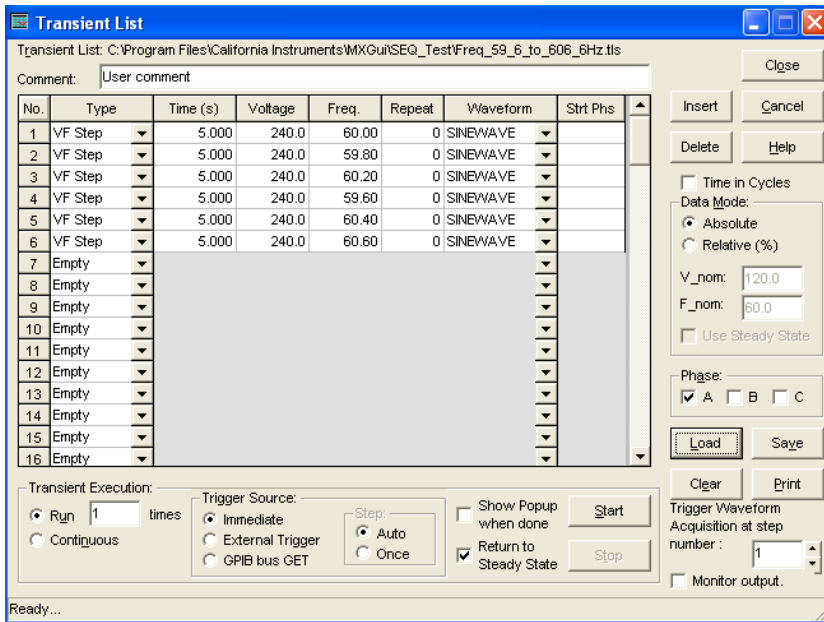 Transient List
Transient List: C:\Program Files\California Instruments\MXGui\SEQ_Test\Freq_59_6_to_606_6Hz.tls
Close
Comment: User comment
No. Type Time (s) Voltage Freq. Repeat Waveform Strt Phs
Insert Cancel
1 VF Step 5.000 240.0 60.00 0 SINEWAVE
2 VF Step 5.000 240.0 59.80 0 SINEWAVE
Delete Help
3 VF Step 5.000 240.0 60.20 0 SINEWAVE
Time in Cycles
4 VF Step 5.000 240.0 59.60 0 SINEWAVE
Data Mode:
5 VF Step 5.000 240.0 60.40 0 SINEWAVE
Absolute
6 VF Step 5.000 240.0 60.60 0 SINEWAVE
Relative (%)
7 Empty
V_nom: 120.0
8 Empty
F_nom: 60.0
9 Empty
10 Empty
Use Steady State
11 Empty
12 Empty
Phase:
13 Empty
A B C
14 Empty
15 Empty
Load Save
16 Empty
Clear Print
Transient Execution:
Run 1 times
Continuous
Trigger Source:
Immediate
External Trigger
GPIB bus GET
Step:
Auto
Once
Show Popup
when done
Return to
Steady State
Start
Stop
Trigger Waveform
Acquisition at step
number : 1
Monitor output.
Ready...